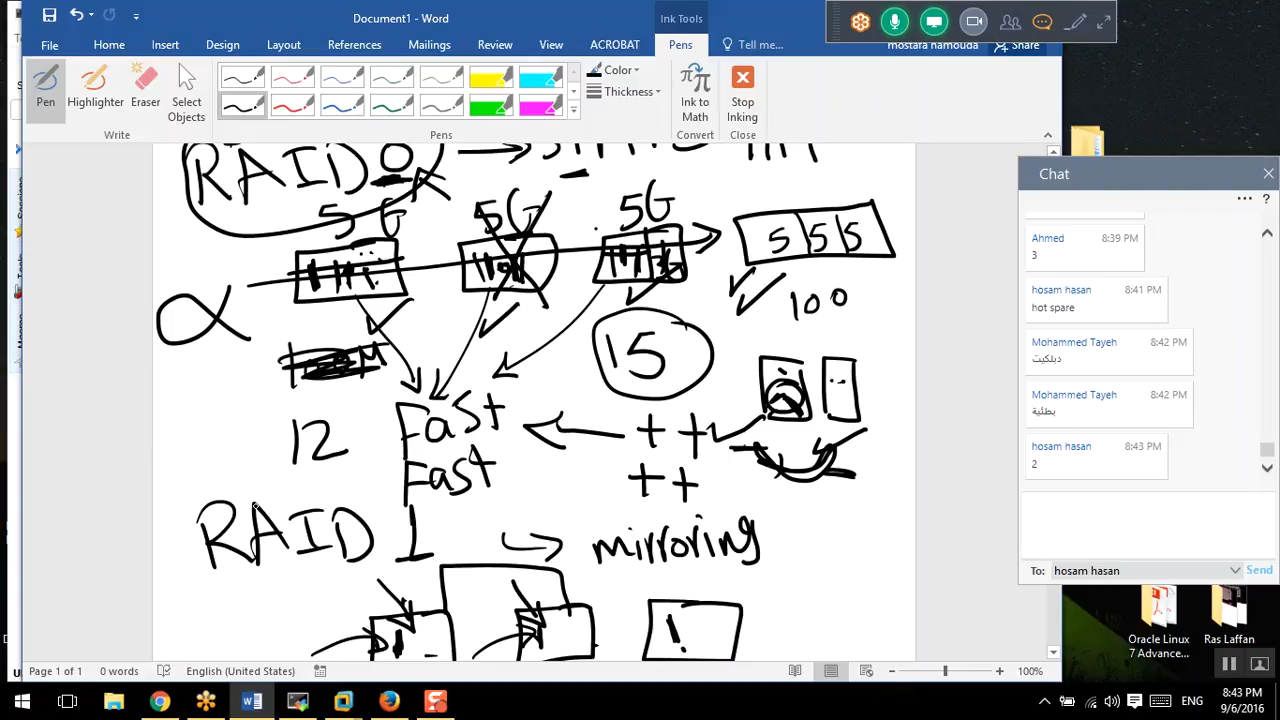 Document1 - Word
Ink Tools
File Home Insert Design Layout References Mailings Review View ACROBAT Pens Tell me...
mostafa hamouda Share
Pen Highlighter Eraser Select Objects
Color
Thickness
Ink to Math
Stop Inking
Write Pens Convert Close
RAID 0
5 G 5G 5G
5 5 5
α
100
15
12
Fast
Fast
+ +
+ +
RAID 1
mirroring
Chat
Ahmed 8:39 PM
3
hosam hasan 8:41 PM
hot spare
Mohammed Tayeh 8:42 PM
دبلكيت
Mohammed Tayeh 8:42 PM
بطئية
hosam hasan 8:43 PM
2
To: hosam hasan Send
Oracle Linux 7 Advance...
Ras Laffan
Page 1 of 1 0 words English (United States) 100%
ENG
8:43 PM
9/6/2016